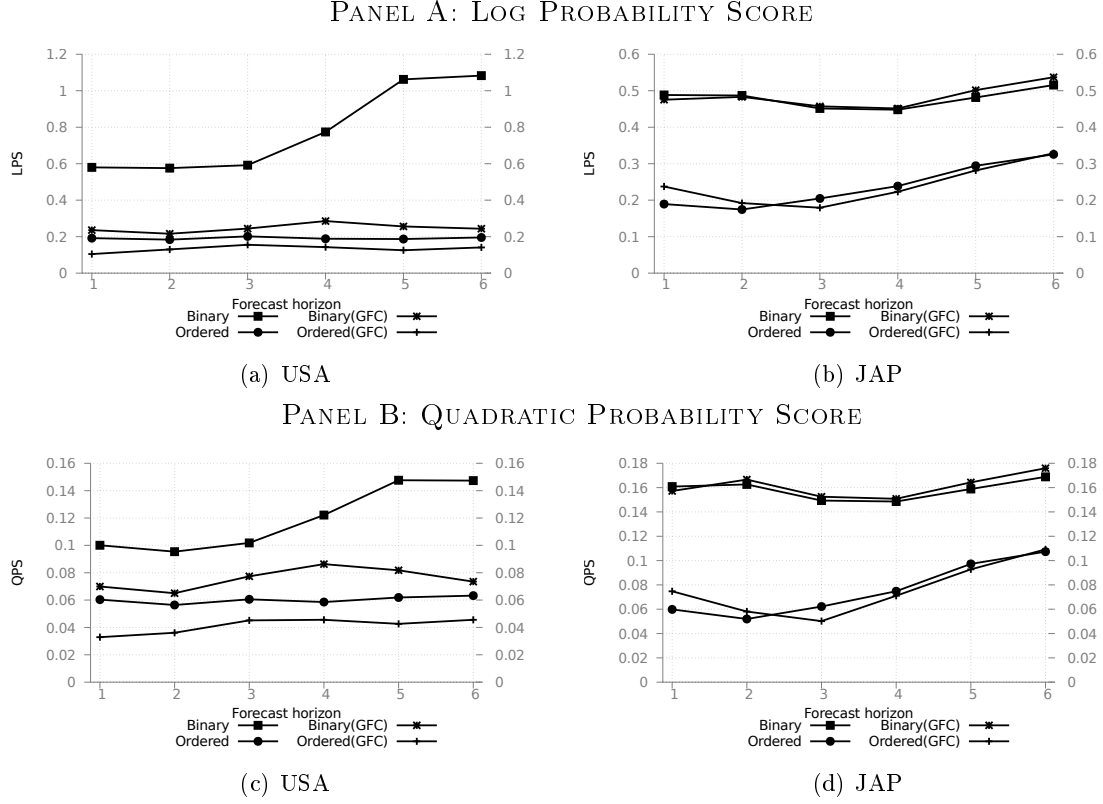 PANEL A: LOG PROBABILITY SCORE
1.2 1.2 0.6 0.6
1 1 0.5 0.5
0.8 0.8 0.4 0.4
LPS 0.6 0.6 LPS 0.3 0.3
0.4 0.4 0.2 0.2
0.2 0.2 0.1 0.1
0 0 0 0
1 2 3 4 5 6 1 2 3 4 5 6
Forecast horizon Forecast horizon
Binary Binary(GFC) Binary Binary(GFC)
Ordered Ordered(GFC) Ordered Ordered(GFC)
(a) USA (b) JAP
PANEL B: QUADRATIC PROBABILITY SCORE
0.16 0.16 0.18 0.18
0.14 0.14 0.16 0.16
0.12 0.12 0.14 0.14
0.1 0.1 0.12 0.12
QPS 0.08 0.08 QPS 0.1 0.1
0.06 0.06 0.08 0.08
0.04 0.04 0.06 0.06
0.02 0.02 0.04 0.04
0 0 0.02 0.02
0 0
1 2 3 4 5 6 1 2 3 4 5 6
Forecast horizon Forecast horizon
Binary Binary(GFC) Binary Binary(GFC)
Ordered Ordered(GFC) Ordered Ordered(GFC)
(c) USA (d) JAP